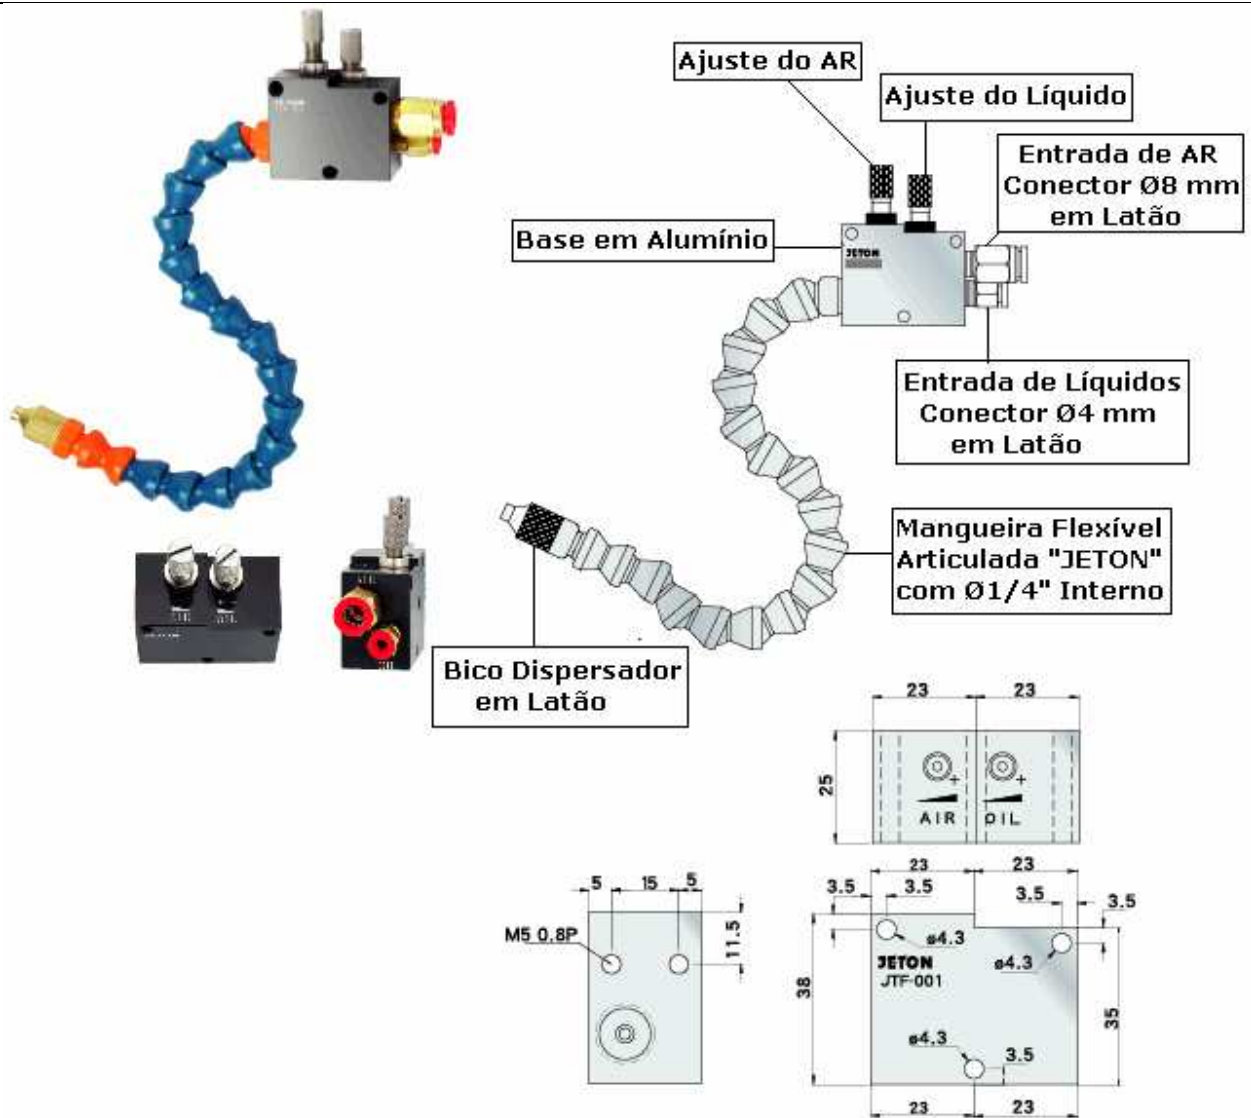 Ajuste do AR
Ajuste do Líquido
Entrada de AR
Conector Ø8 mm
em Latão
Base em Alumínio
JETON
Entrada de Líquidos
Conector Ø4 mm
em Latão
Mangueira Flexível
Articulada "JETON"
com Ø1/4" Interno
Bico Dispersador
em Latão
23 23
25
AIR OIL
23 23
3.5 3.5 3.5 3.5
5 15 5
11.5
M5 0.8P
ø4.3
ø4.3
JETON
JTF-001
38
35
ø4.3
3.5
23 23